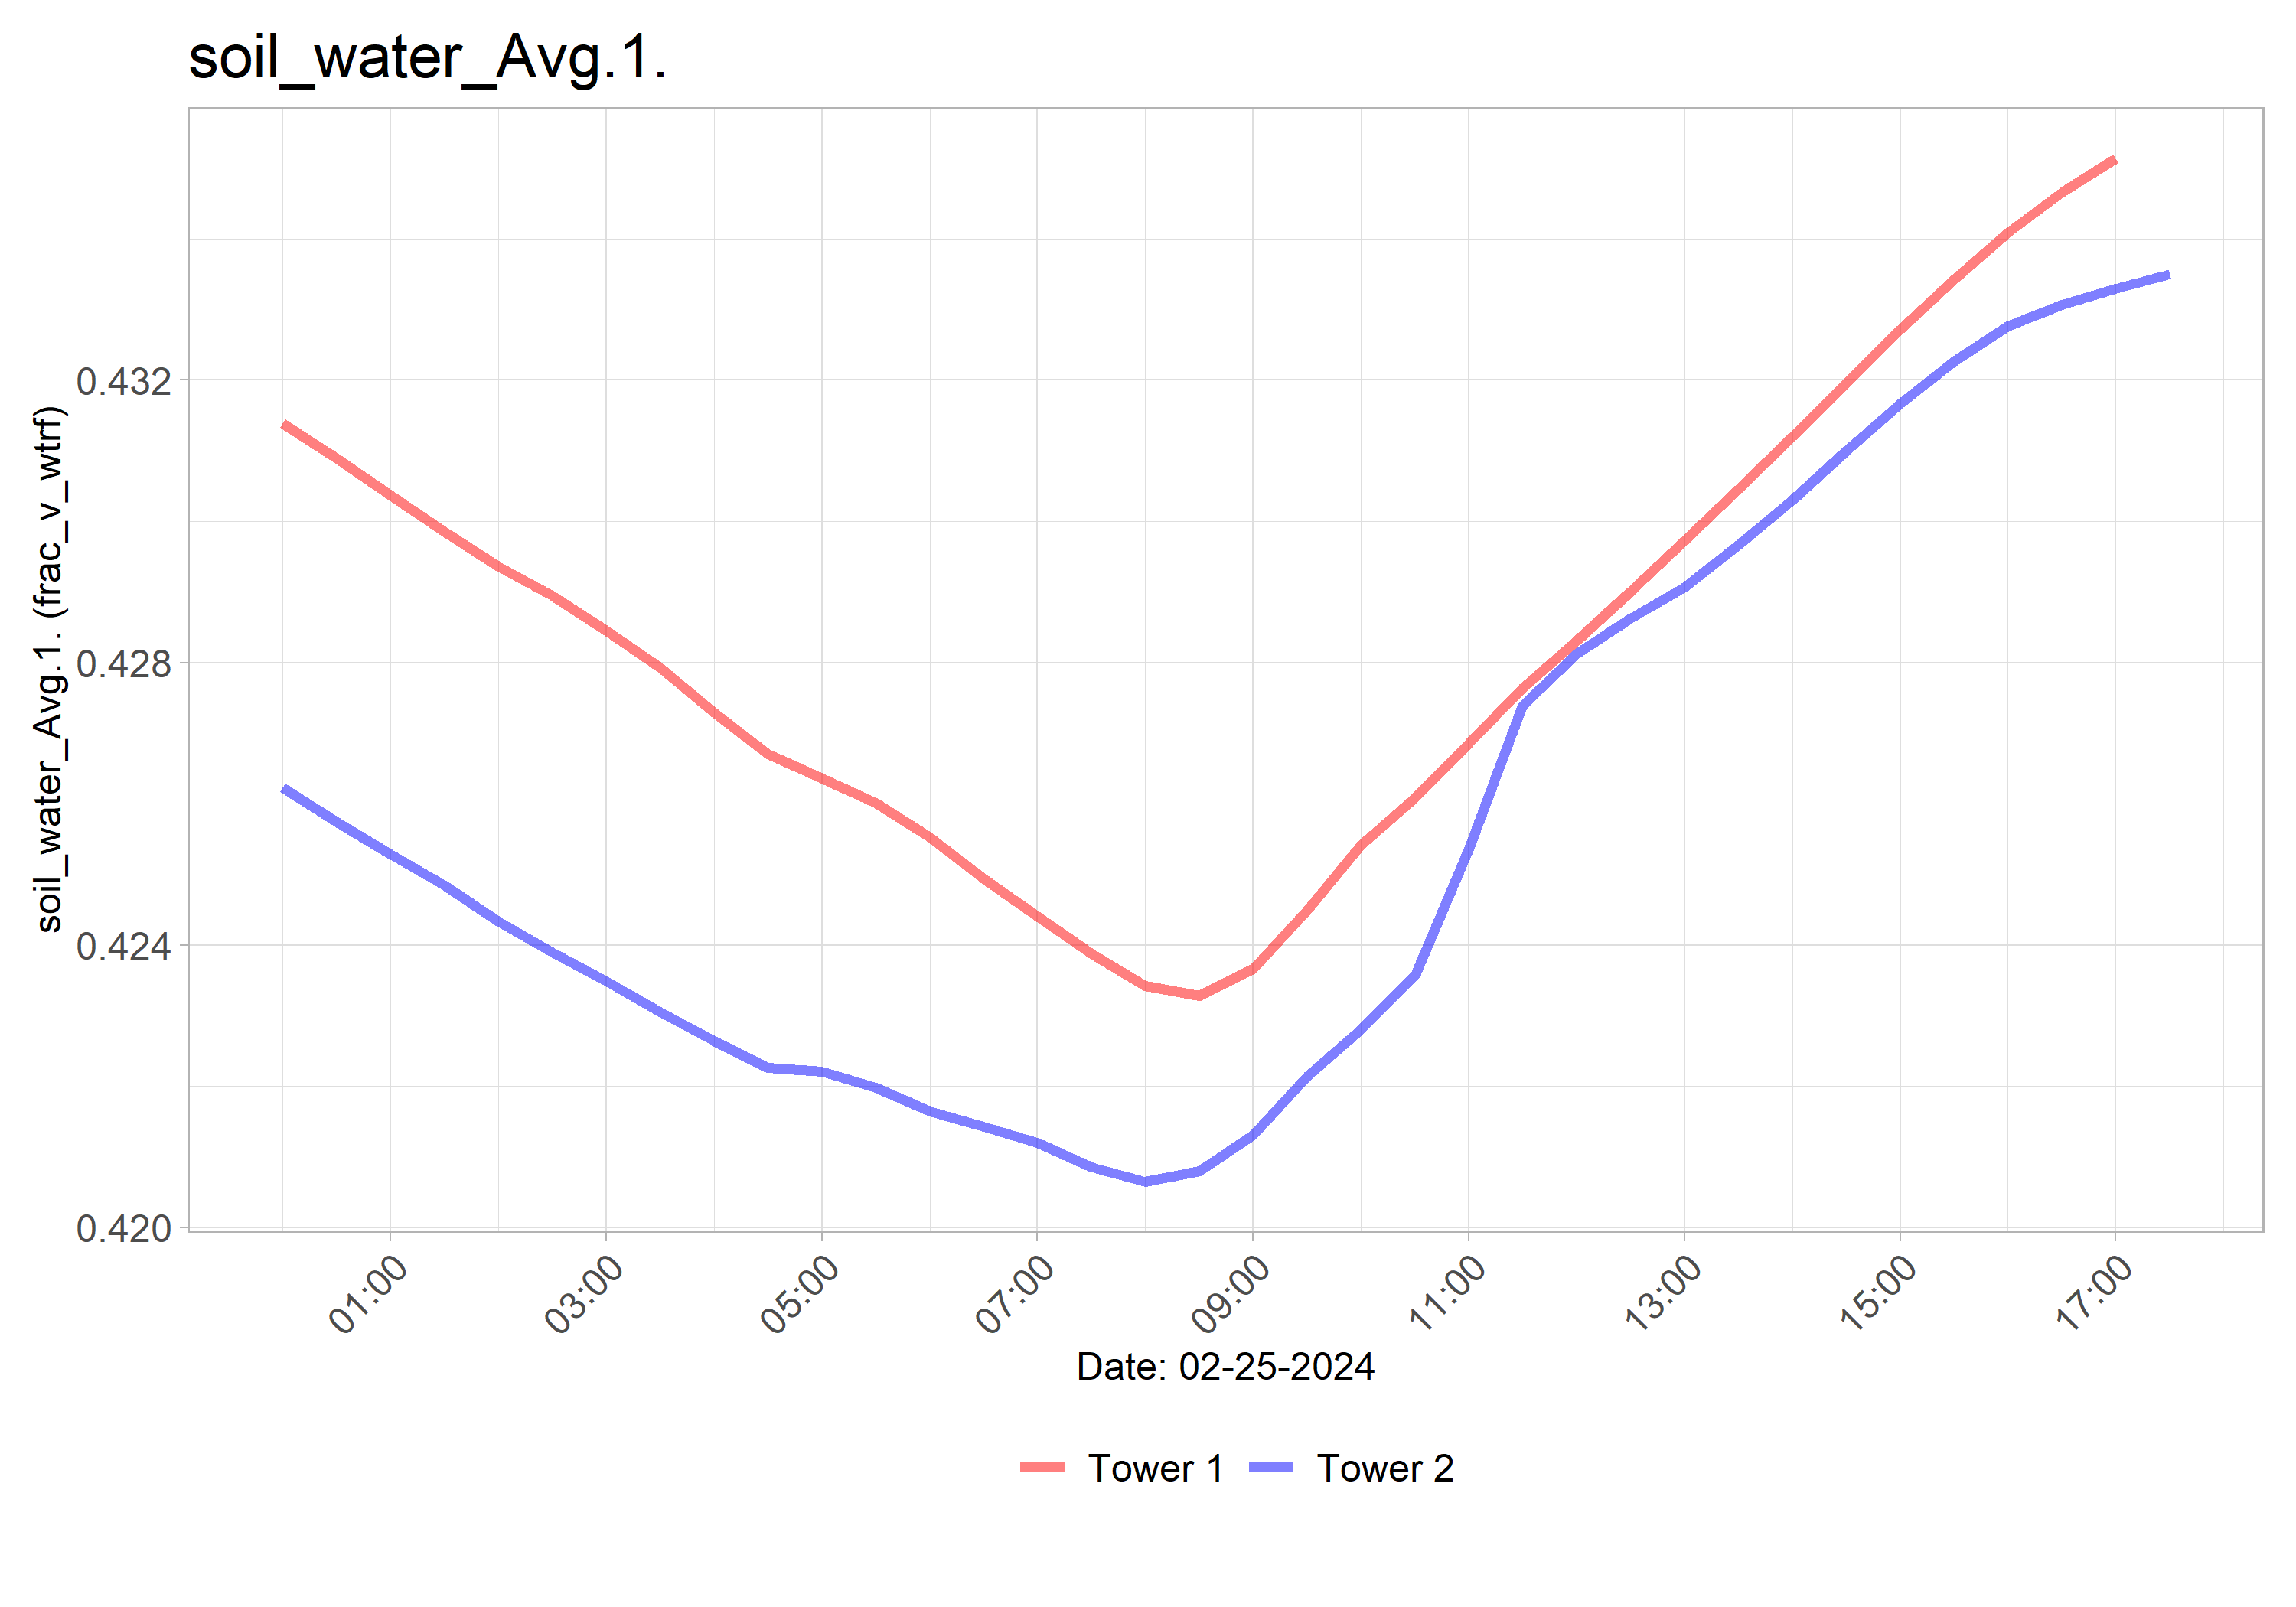 soil_water_Avg.1.
soil_water_Avg.1. (frac_v_wtrf)
0.432
0.428
0.424
0.420
01:00
03:00
05:00
07:00
09:00
11:00
13:00
15:00
17:00
Date: 02-25-2024
Tower 1
Tower 2